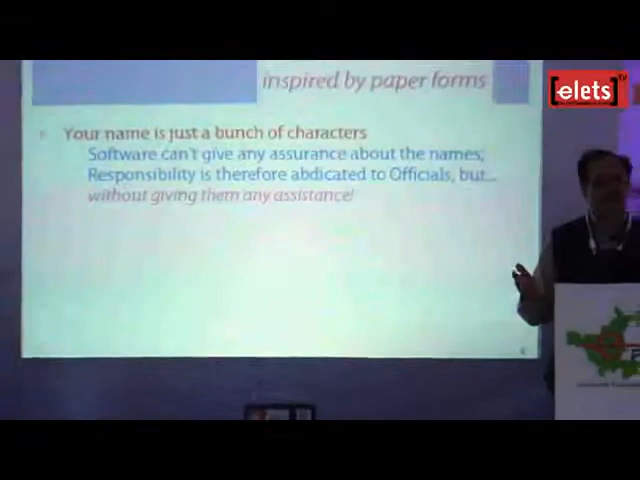 [elets]
tv
inspired by paper forms
Your name is just a bunch of characters
Software can't give any assurance about the names;
Responsibility is therefore abdicated to Officials, but...
without giving them any assistance!